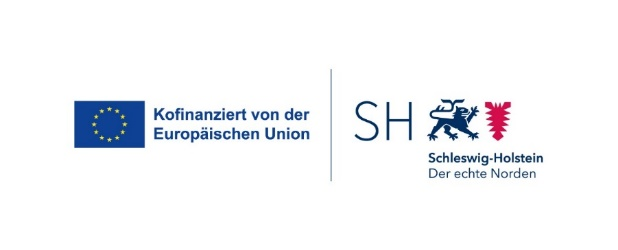 Kofinanziert von der
Europäischen Union
SH
Schleswig-Holstein
Der echte Norden